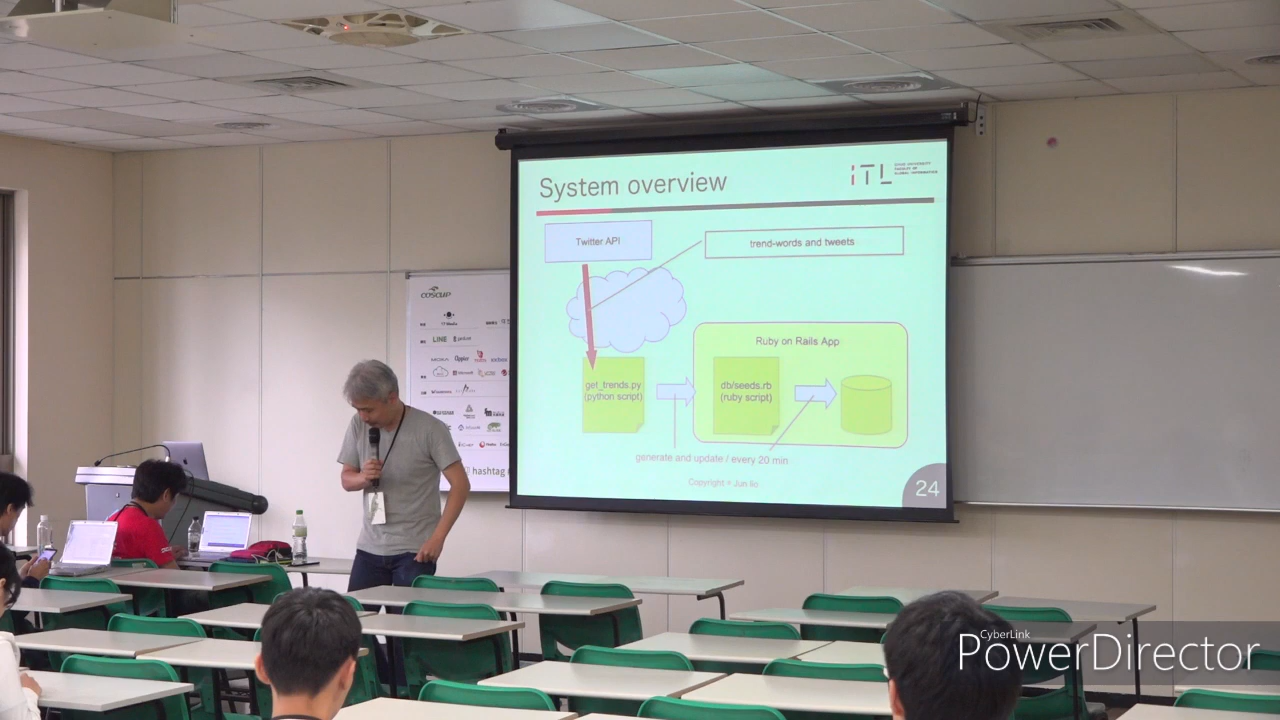 System overview
ITL
Twitter API
trend-words and tweets
Ruby on Rails App
get_trends.py
(python script)
db/seeds.rb
(ruby script)
generate and update / every 20 min
Copyright © Jun Iio
24
COSCUP
LINE
hashtag
CyberLink
PowerDirector